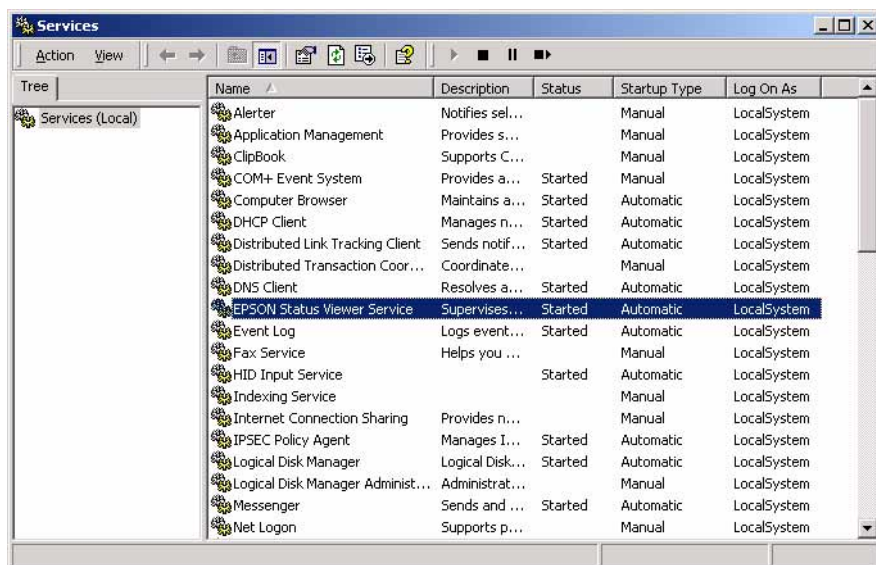 Services
Action View
Tree
Services (Local)
Name Description Status Startup Type Log On As
Alerter Notifies sel... Manual LocalSystem
Application Management Provides s... Manual LocalSystem
ClipBook Supports C... Manual LocalSystem
COM+ Event System Provides a... Started Manual LocalSystem
Computer Browser Maintains a... Started Automatic LocalSystem
DHCP Client Manages n... Started Automatic LocalSystem
Distributed Link Tracking Client Sends notif... Started Automatic LocalSystem
Distributed Transaction Coor... Coordinate... Manual LocalSystem
DNS Client Resolves a... Started Automatic LocalSystem
EPSON Status Viewer Service Supervises... Started Automatic LocalSystem
Event Log Logs event... Started Automatic LocalSystem
Fax Service Helps you ... Manual LocalSystem
HID Input Service Started Automatic LocalSystem
Indexing Service Manual LocalSystem
Internet Connection Sharing Provides n... Manual LocalSystem
IPSEC Policy Agent Manages I... Started Automatic LocalSystem
Logical Disk Manager Logical Disk... Started Automatic LocalSystem
Logical Disk Manager Administ... Administrat... Manual LocalSystem
Messenger Sends and ... Started Automatic LocalSystem
Net Logon Supports p... Manual LocalSystem